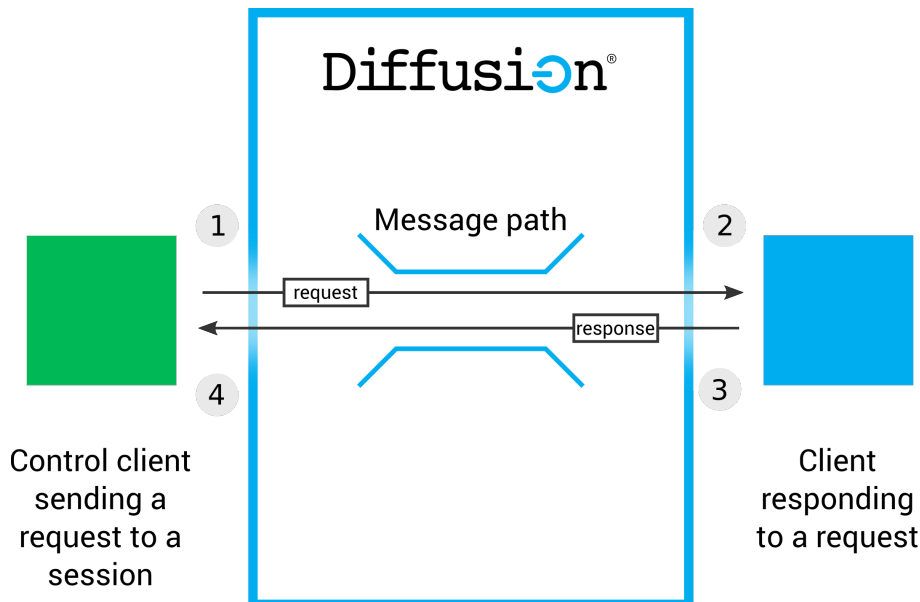 Diffusion®
1
Message path
2
request
response
4
3
Control client
sending a
request to a
session
Client
responding
to a request